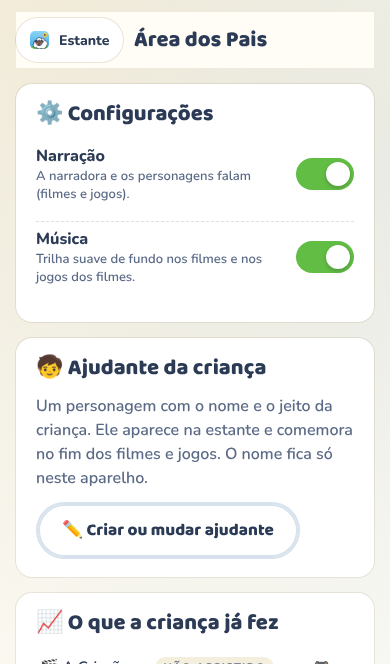 Estante
Área dos Pais
Configurações
Narração
A narradora e os personagens falam
(filmes e jogos).
Música
Trilha suave de fundo nos filmes e nos
jogos dos filmes.
Ajudante da criança
Um personagem com o nome e o jeito da
criança. Ele aparece na estante e comemora
no fim dos filmes e jogos. O nome fica só
neste aparelho.
Criar ou mudar ajudante
O que a criança já fez